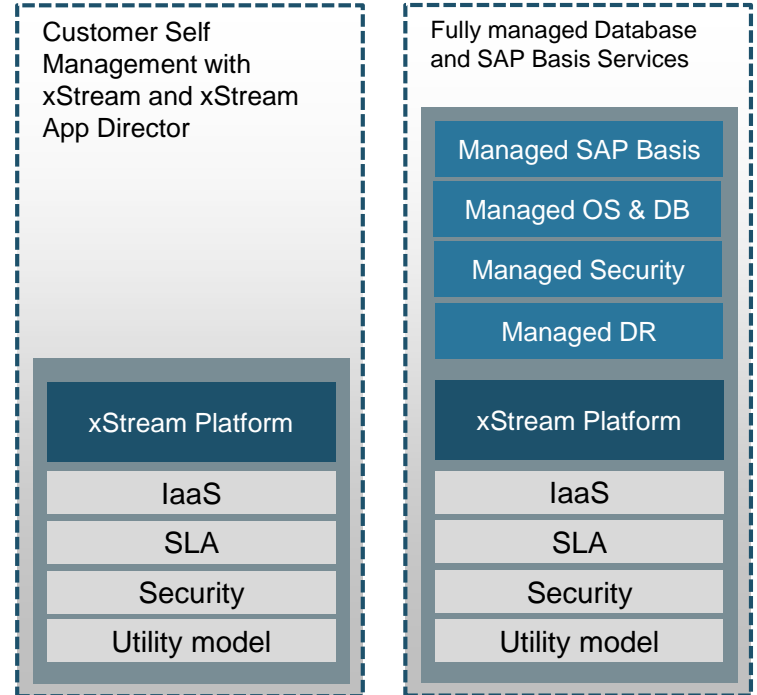 Customer Self
Management with
xStream and xStream
App Director
xStream Platform
IaaS
SLA
Security
Utility model
Fully managed Database
and SAP Basis Services
Managed SAP Basis
Managed OS & DB
Managed Security
Managed DR
xStream Platform
IaaS
SLA
Security
Utility model